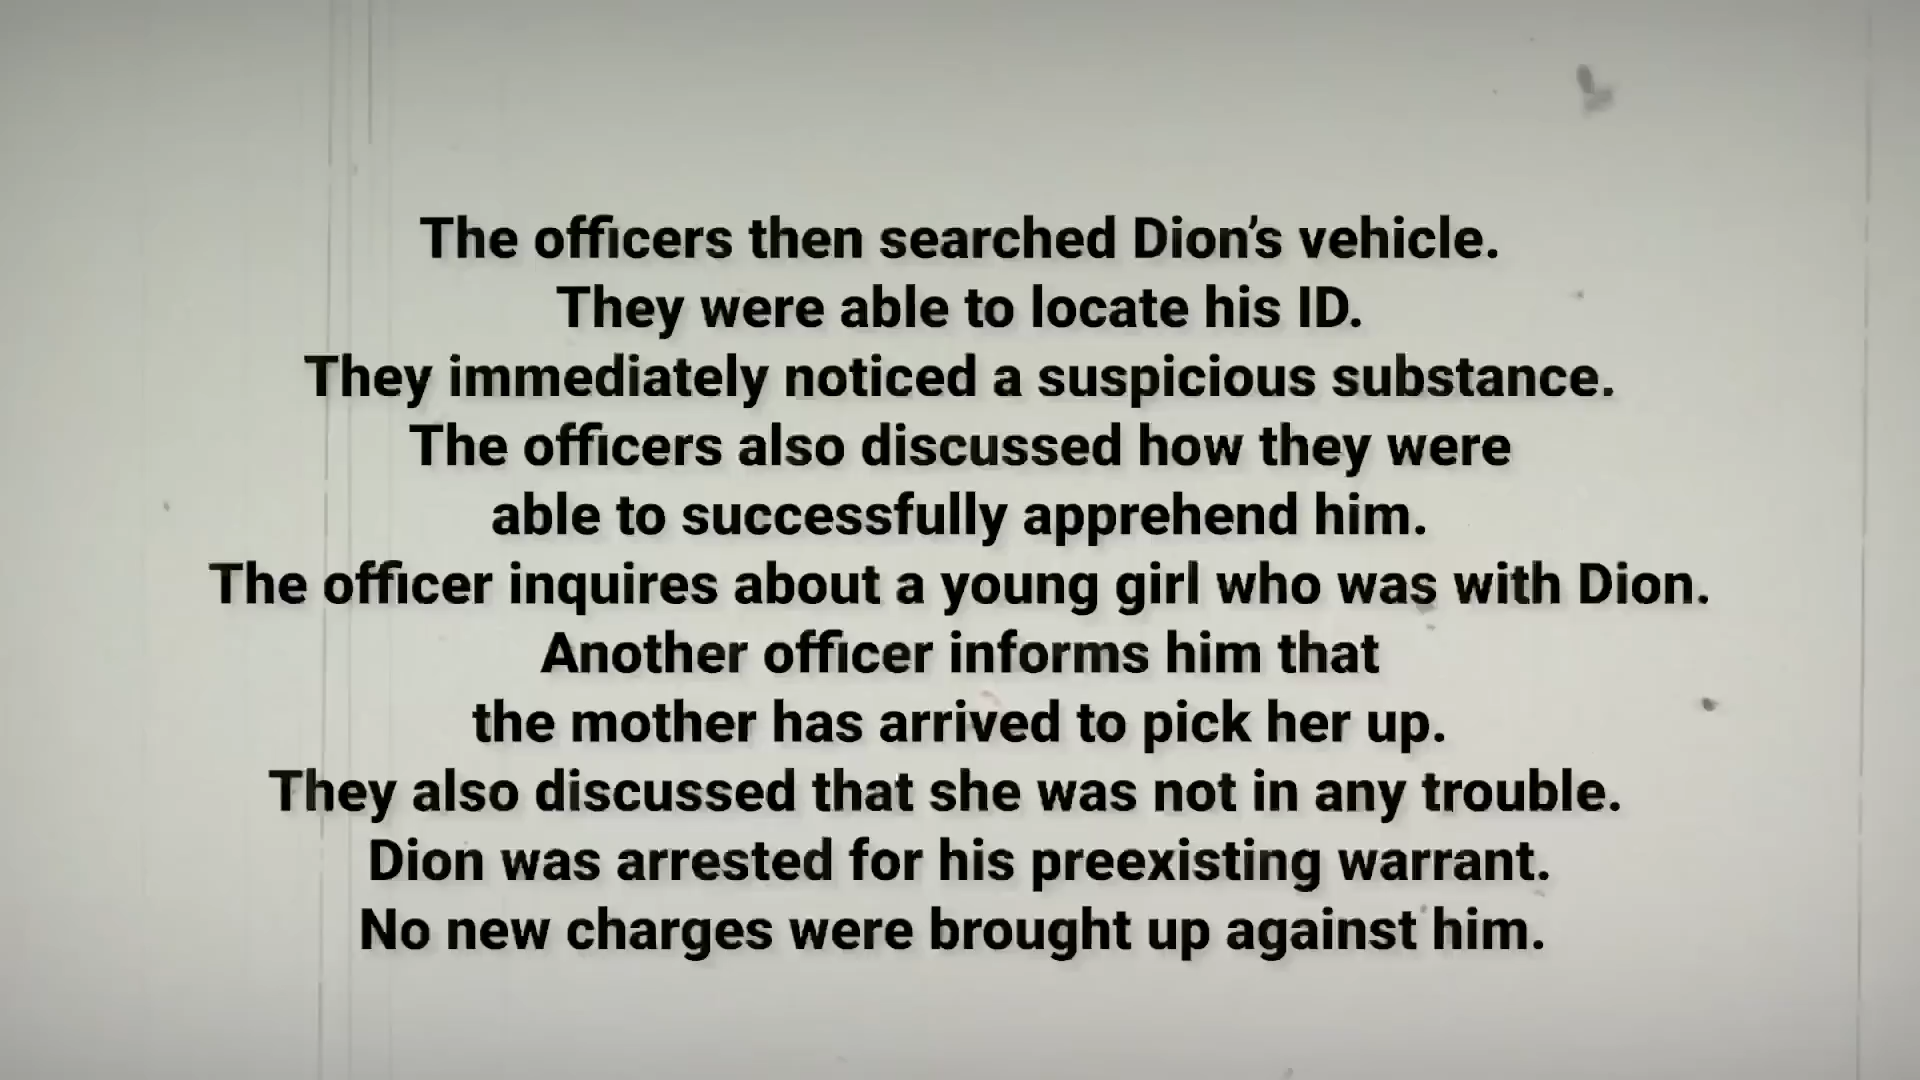 The officers then searched Dion’s vehicle.
They were able to locate his ID.
They immediately noticed a suspicious substance.
The officers also discussed how they were
able to successfully apprehend him.
The officer inquires about a young girl who was with Dion.
Another officer informs him that
the mother has arrived to pick her up.
They also discussed that she was not in any trouble.
Dion was arrested for his preexisting warrant.
No new charges were brought up against him.